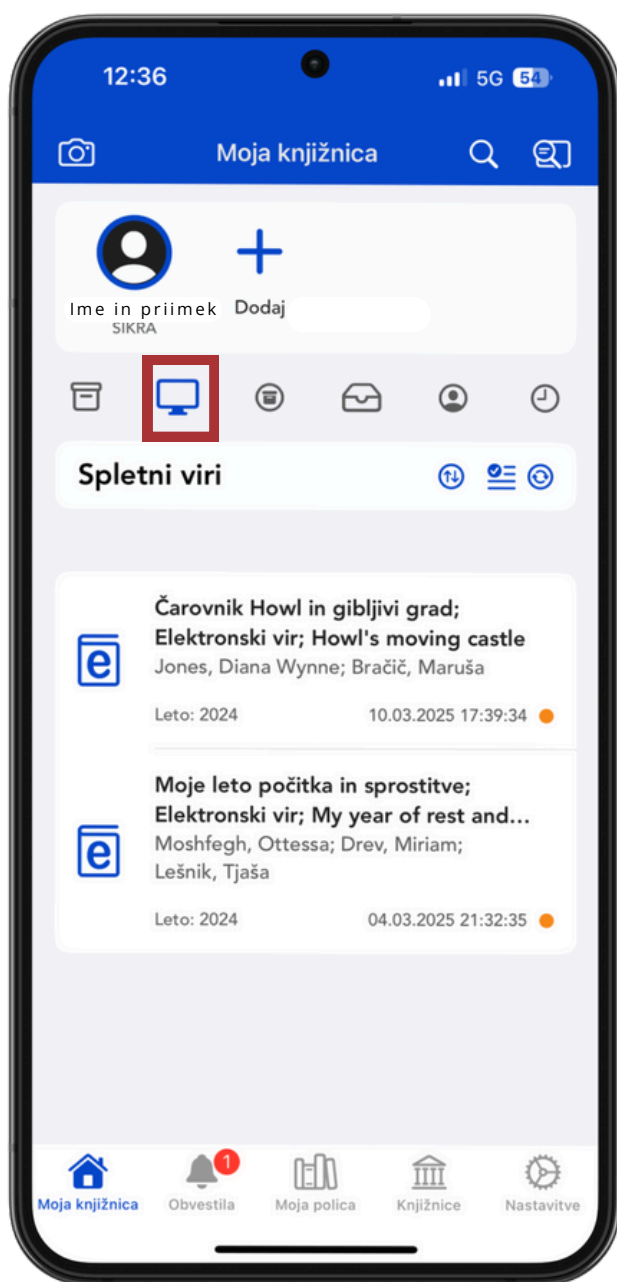 12:36
5G 54
Moja knjižnica
Ime in priimek
Dodaj
SIKRA
Spletni viri
Čarovnik Howl in gibljivi grad;
Elektronski vir; Howl's moving castle
Jones, Diana Wynne; Bračič, Maruša
Leto: 2024 10.03.2025 17:39:34
e
Moje leto počitka in sprostitve;
Elektronski vir; My year of rest and...
Moshfegh, Ottessa; Drev, Miriam;
Lešnik, Tjaša
Leto: 2024 04.03.2025 21:32:35
e
1
Moja knjižnica Obvestila Moja polica Knjižnice Nastavitve